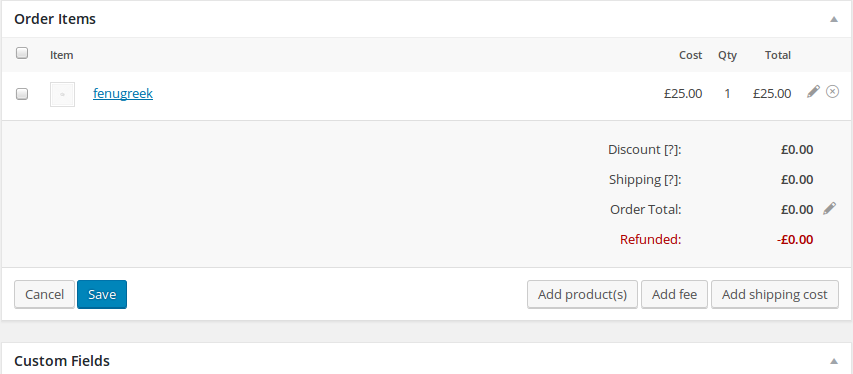 Order Items
Item Cost Qty Total
fenugreek £25.00 1 £25.00
Discount [?]: £0.00
Shipping [?]: £0.00
Order Total: £0.00
Refunded: -£0.00
Cancel Save Add product(s) Add fee Add shipping cost
Custom Fields